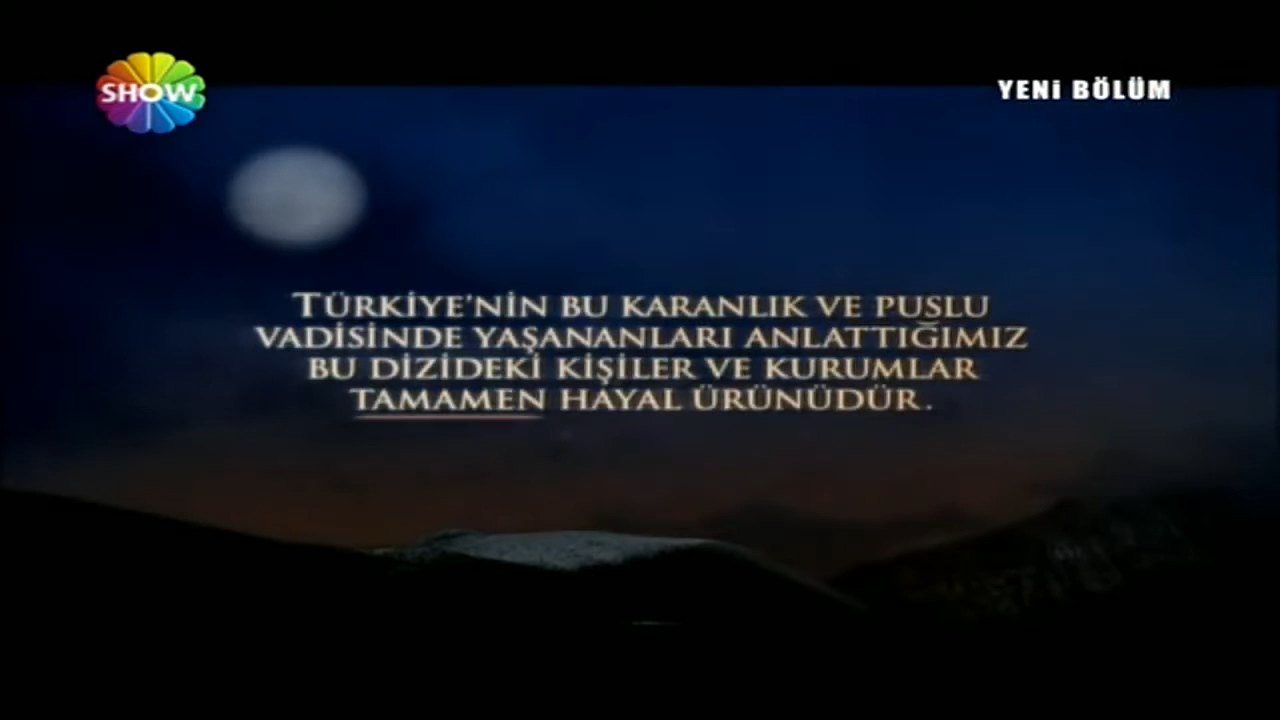 SHOW
YENİ BÖLÜM
TÜRKİYE'NİN BU KARANLIK VE PUSLU
VADİSİNDE YAŞANANLARI ANLATTIĞIMIZ
BU DİZİDEKİ KİŞİLER VE KURUMLAR
TAMAMEN HAYAL ÜRÜNÜDÜR.